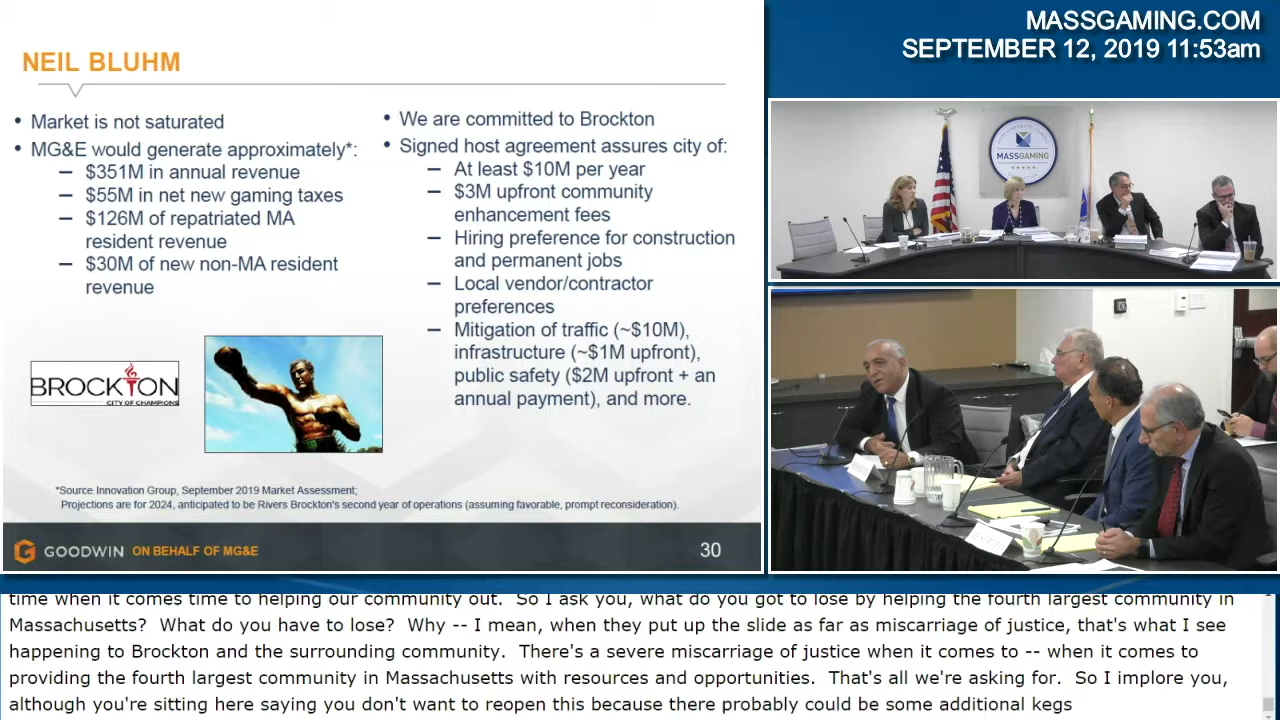 NEIL BLUHM
• Market is not saturated
• MG&E would generate approximately*:
– $351M in annual revenue
– $55M in net new gaming taxes
– $126M of repatriated MA
resident revenue
– $30M of new non-MA resident
revenue
BROCKTON
CITY OF CHAMPIONS
• We are committed to Brockton
• Signed host agreement assures city of:
– At least $10M per year
– $3M upfront community
enhancement fees
– Hiring preference for construction
and permanent jobs
– Local vendor/contractor
preferences
– Mitigation of traffic (~$10M),
infrastructure (~$1M upfront),
public safety ($2M upfront + an
annual payment), and more.
*Source: Innovation Group, September 2019 Market Assessment;
Projections are for 2024, anticipated to be Rivers Brockton's second year of operations (assuming favorable, prompt reconsideration).
GOODWIN ON BEHALF OF MG&E
30
MASSGAMING.COM
SEPTEMBER 12, 2019 11:53am
MASSGAMING
time when it comes time to helping our community out. So I ask you, what do you got to lose by helping the fourth largest community in
Massachusetts? What do you have to lose? Why -- I mean, when they put up the slide as far as miscarriage of justice, that's what I see
happening to Brockton and the surrounding community. There's a severe miscarriage of justice when it comes to -- when it comes to
providing the fourth largest community in Massachusetts with resources and opportunities. That's all we're asking for. So I implore you,
although you're sitting here saying you don't want to reopen this because there probably could be some additional kegs